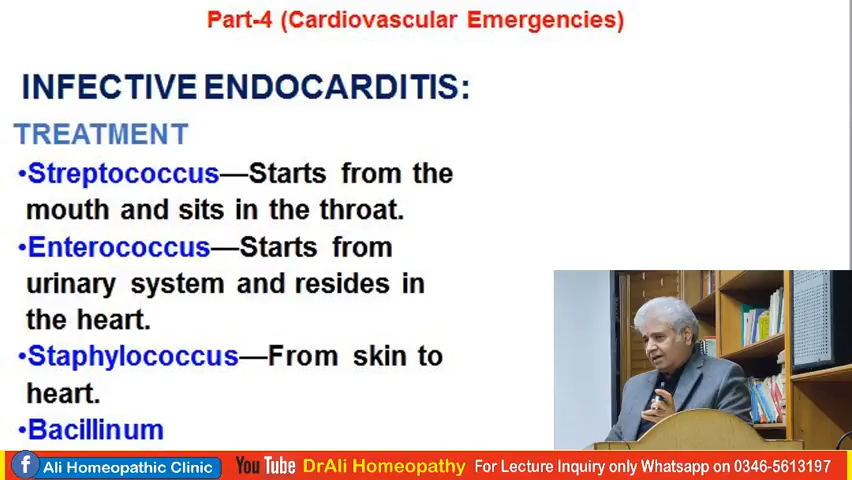 Part-4 (Cardiovascular Emergencies)
INFECTIVE ENDOCARDITIS:
TREATMENT
•Streptococcus—Starts from the
mouth and sits in the throat.
•Enterococcus—Starts from
urinary system and resides in
the heart.
•Staphylococcus—From skin to
heart.
•Bacillinum
f Ali Homeopathic Clinic YouTube DrAli Homeopathy For Lecture Inquiry only Whatsapp on 0346-5613197